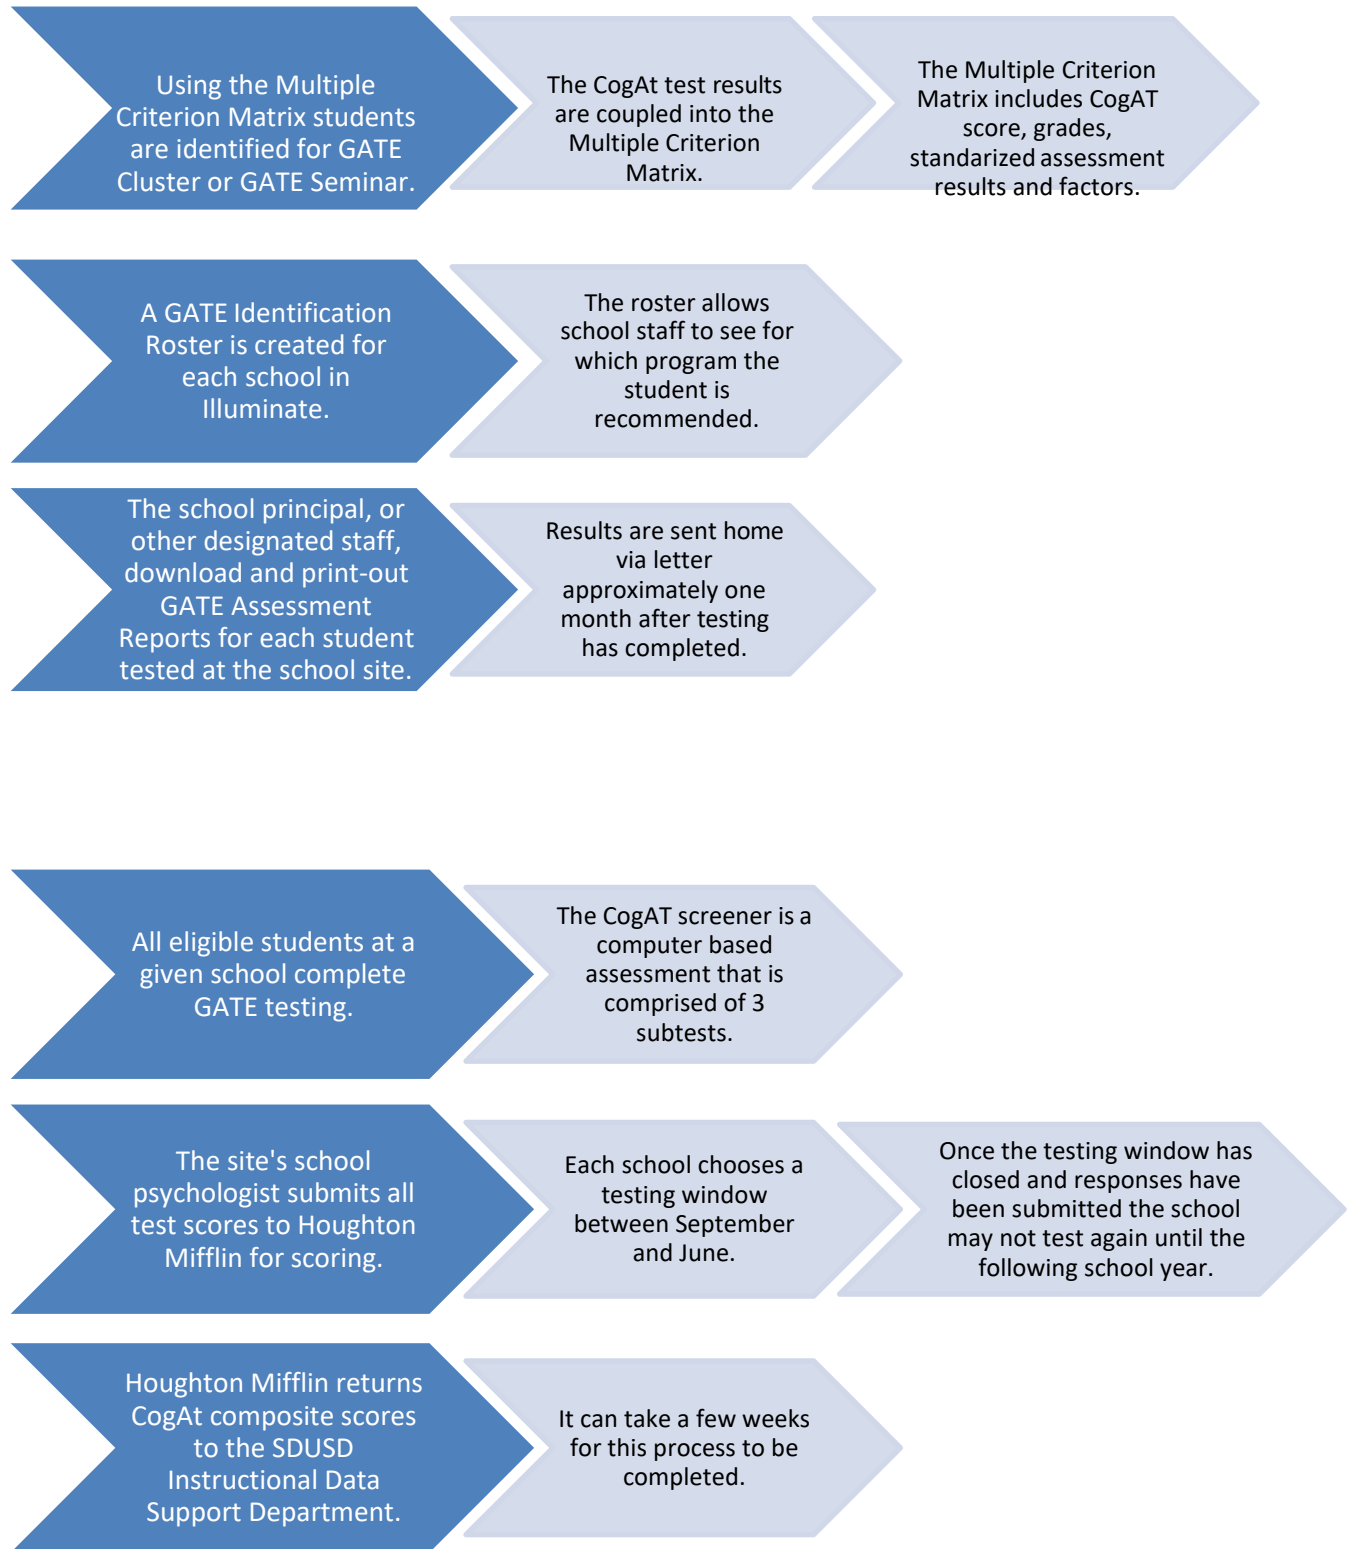 Using the Multiple
Criterion Matrix students
are identified for GATE
Cluster or GATE Seminar.
The CogAt test results
are coupled into the
Multiple Criterion
Matrix.
The Multiple Criterion
Matrix includes CogAT
score, grades,
standarized assessment
results and factors.
A GATE Identification
Roster is created for
each school in
Illuminate.
The roster allows
school staff to see for
which program the
student is
recommended.
The school principal, or
other designated staff,
download and print-out
GATE Assessment
Reports for each student
tested at the school site.
Results are sent home
via letter
approximately one
month after testing
has completed.
All eligible students at a
given school complete
GATE testing.
The CogAT screener is a
computer based
assessment that is
comprised of 3
subtests.
The site's school
psychologist submits all
test scores to Houghton
Mifflin for scoring.
Each school chooses a
testing window
between September
and June.
Once the testing window has
closed and responses have
been submitted the school
may not test again until the
following school year.
Houghton Mifflin returns
CogAt composite scores
to the SDUSD
Instructional Data
Support Department.
It can take a few weeks
for this process to be
completed.